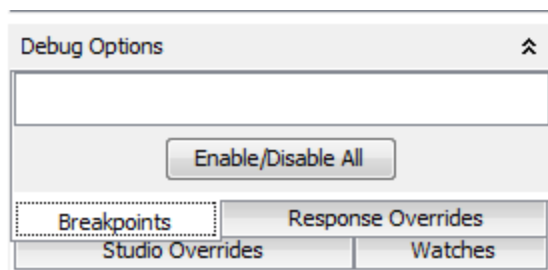 Debug Options
Enable/Disable All
Breakpoints Response Overrides
Studio Overrides Watches